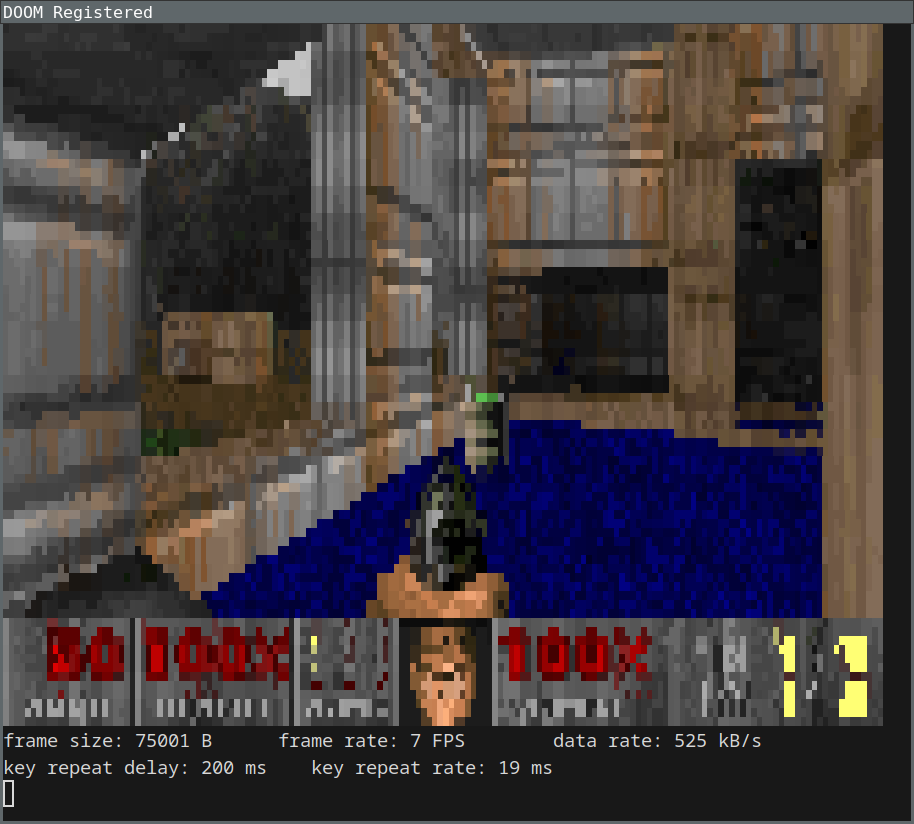 DOOM Registered
100%
frame size: 75001 B frame rate: 7 FPS data rate: 525 kB/s
key repeat delay: 200 ms key repeat rate: 19 ms